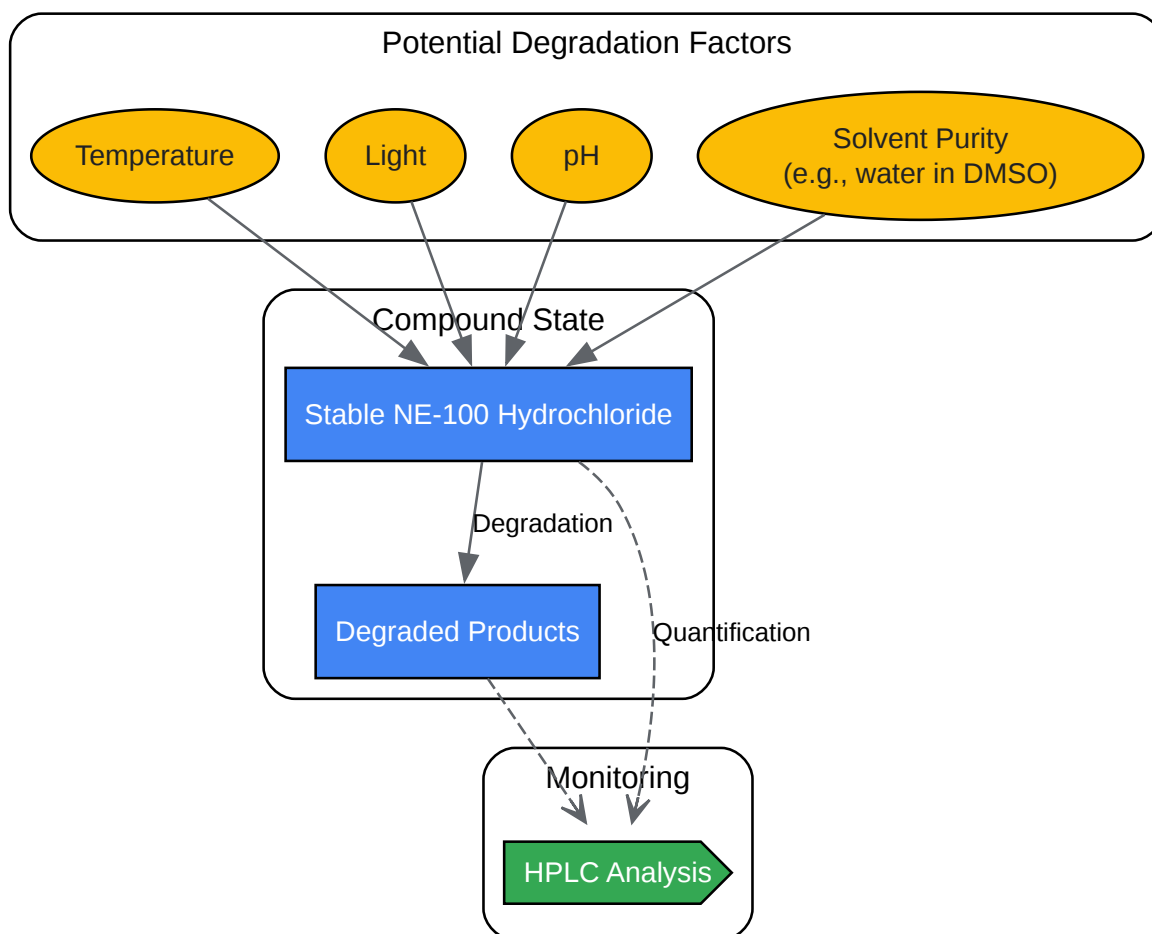 Potential Degradation Factors
Temperature
Light
pH
Solvent Purity
(e.g., water in DMSO)
Compound State
Stable NE-100 Hydrochloride
Degradation
Degraded Products
Quantification
Monitoring
HPLC Analysis